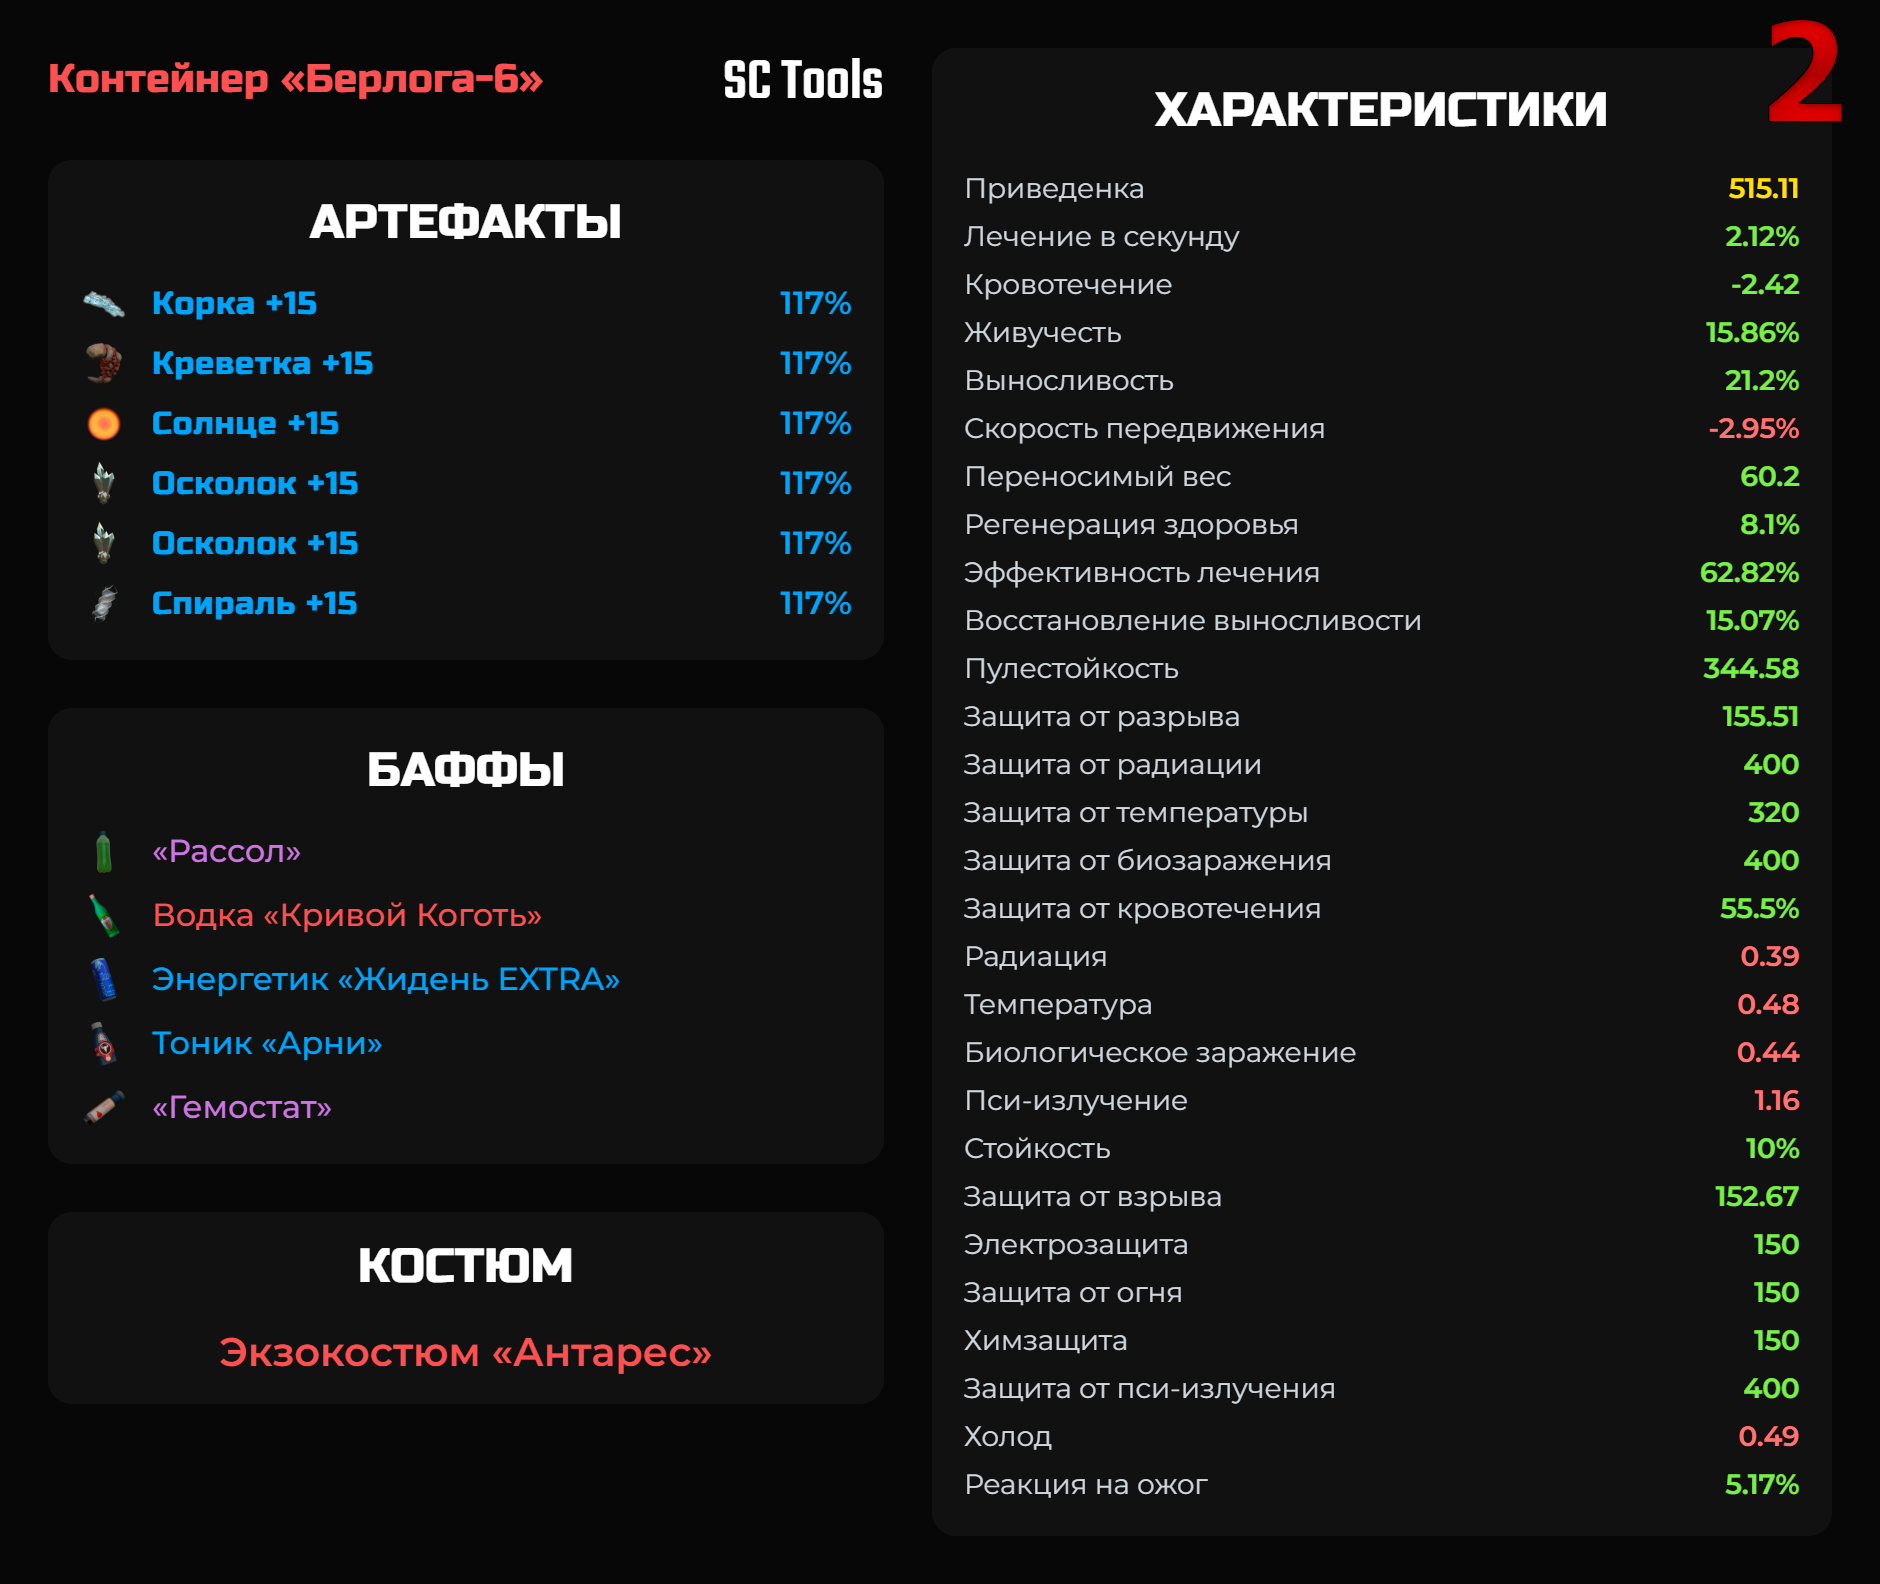 Контейнер «Берлога-6»
SC Tools
АРТЕФАКТЫ
Корка +15 117%
Креветка +15 117%
Солнце +15 117%
Осколок +15 117%
Осколок +15 117%
Спираль +15 117%
БАФФЫ
«Рассол»
Водка «Кривой Коготь»
Энергетик «Жидень EXTRA»
Тоник «Арни»
«Гемостат»
КОСТЮМ
Экзокостюм «Антарес»
2
ХАРАКТЕРИСТИКИ
Приведенка 515.11
Лечение в секунду 2.12%
Кровотечение -2.42
Живучесть 15.86%
Выносливость 21.2%
Скорость передвижения -2.95%
Переносимый вес 60.2
Регенерация здоровья 8.1%
Эффективность лечения 62.82%
Восстановление выносливости 15.07%
Пулестойкость 344.58
Защита от разрыва 155.51
Защита от радиации 400
Защита от температуры 320
Защита от биозаражения 400
Защита от кровотечения 55.5%
Радиация 0.39
Температура 0.48
Биологическое заражение 0.44
Пси-излучение 1.16
Стойкость 10%
Защита от взрыва 152.67
Электрозащита 150
Защита от огня 150
Химзащита 150
Защита от пси-излучения 400
Холод 0.49
Реакция на ожог 5.17%